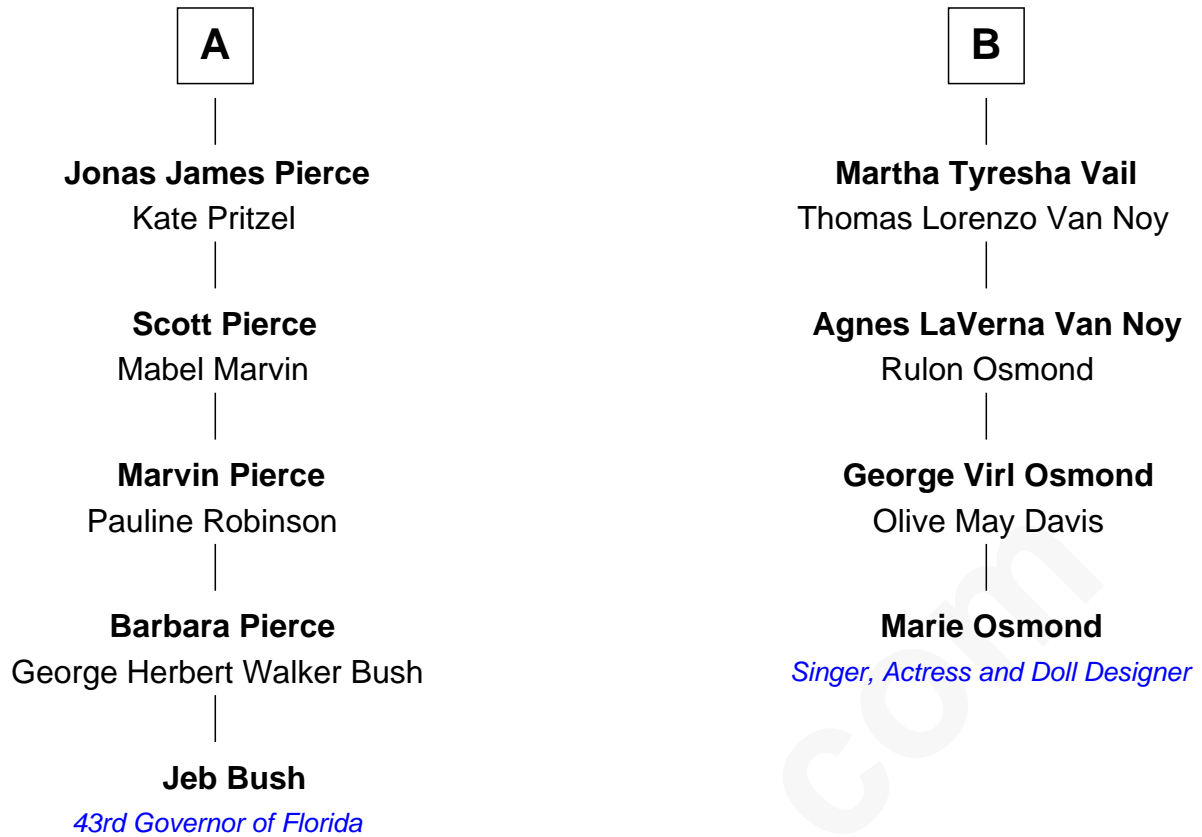 A
Jonas James Pierce
Kate Pritzel
Scott Pierce
Mabel Marvin
Marvin Pierce
Pauline Robinson
Barbara Pierce
George Herbert Walker Bush
Jeb Bush
43rd Governor of Florida
B
Martha Tyresha Vail
Thomas Lorenzo Van Noy
Agnes LaVerna Van Noy
Rulon Osmond
George Virl Osmond
Olive May Davis
Marie Osmond
Singer, Actress and Doll Designer
com